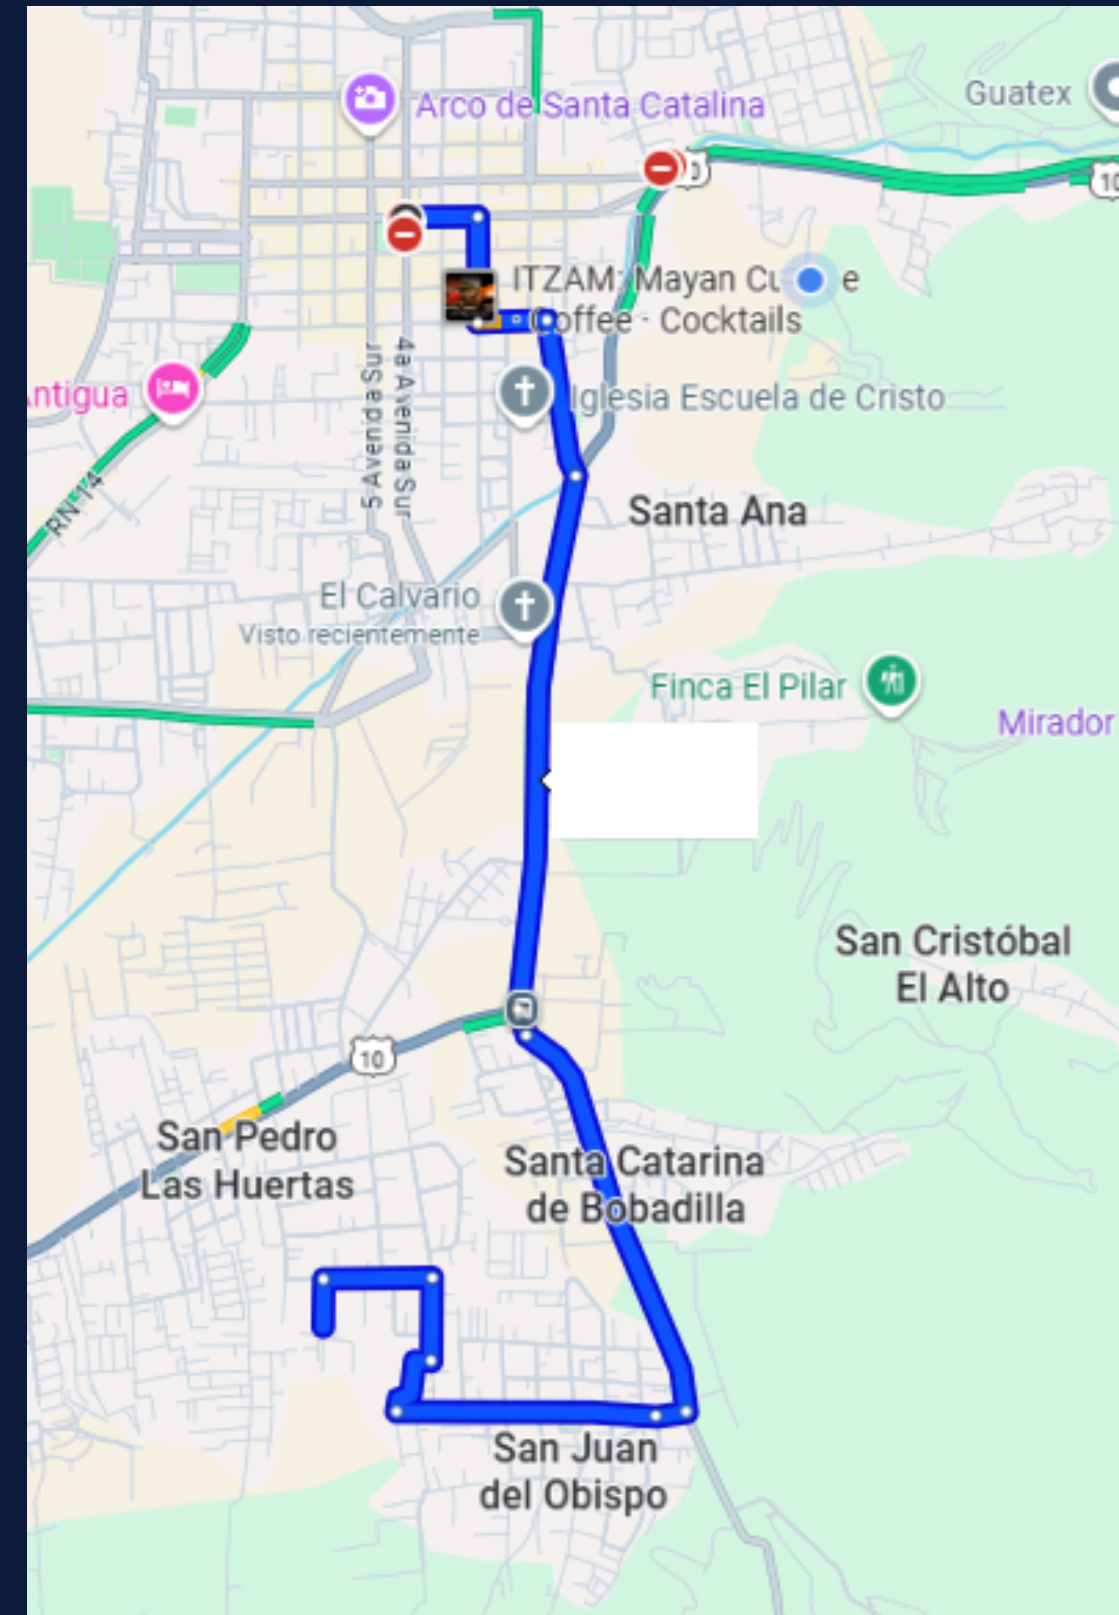 Guatex
Arco de Santa Catalina
10
ITZAM: Mayan Cu e
Coffee · Cocktails
Antigua
Iglesia Escuela de Cristo
5 Avenida Sur
4a Avenida Sur
RN-14
Santa Ana
El Calvario
Visto recientemente
Finca El Pilar
Mirador
San Cristóbal
El Alto
10
San Pedro
Las Huertas
Santa Catarina
de Bobadilla
San Juan
del Obispo